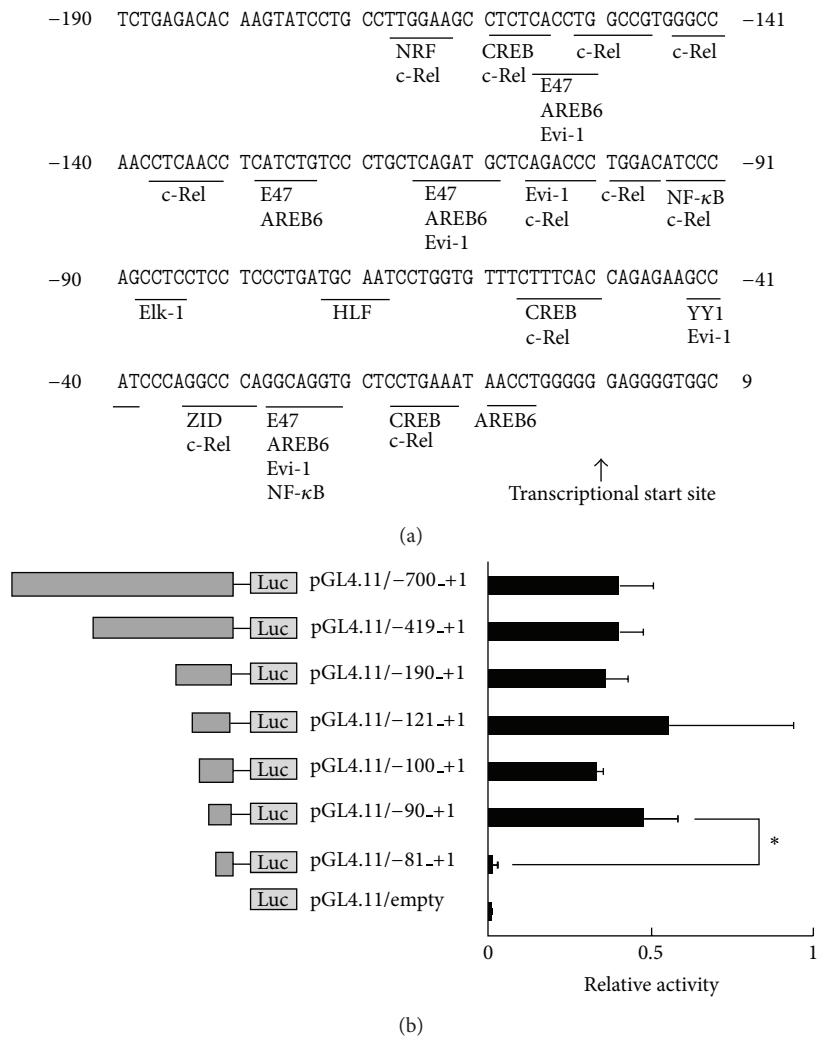 −190 TCTGAGACAC AAGTATCCTG CCTTGGAAGC CTCTCACCTG GCCGTGGGCC −141
NRF CREB c-Rel c-Rel
c-Rel c-Rel E47
AREB6
Evi-1
−140 AACCTCAACC TCATCTGTCC CTGCTCAGAT GCTCAGACCC TGGACATCCC −91
c-Rel E47 E47 Evi-1 c-Rel NF-κB
AREB6 AREB6 c-Rel c-Rel
Evi-1
−90 AGCCTCCTCC TCCCTGATGC AATCCTGGTG TTTCTTTCAC CAGAGAAGCC −41
Elk-1 HLF CREB YY1
c-Rel Evi-1
−40 ATCCCAGGCC CAGGCAGGTG CTCCTGAAAT AACCTGGGGG GAGGGGTGGC 9
ZID E47 CREB AREB6
c-Rel AREB6 c-Rel
Evi-1
NF-κB ↑
Transcriptional start site
(a)
Luc pGL4.11/−700_+1
Luc pGL4.11/−419_+1
Luc pGL4.11/−190_+1
Luc pGL4.11/−121_+1
Luc pGL4.11/−100_+1
Luc pGL4.11/−90_+1
*
Luc pGL4.11/−81_+1
Luc pGL4.11/empty
0 0.5 1
Relative activity
(b)